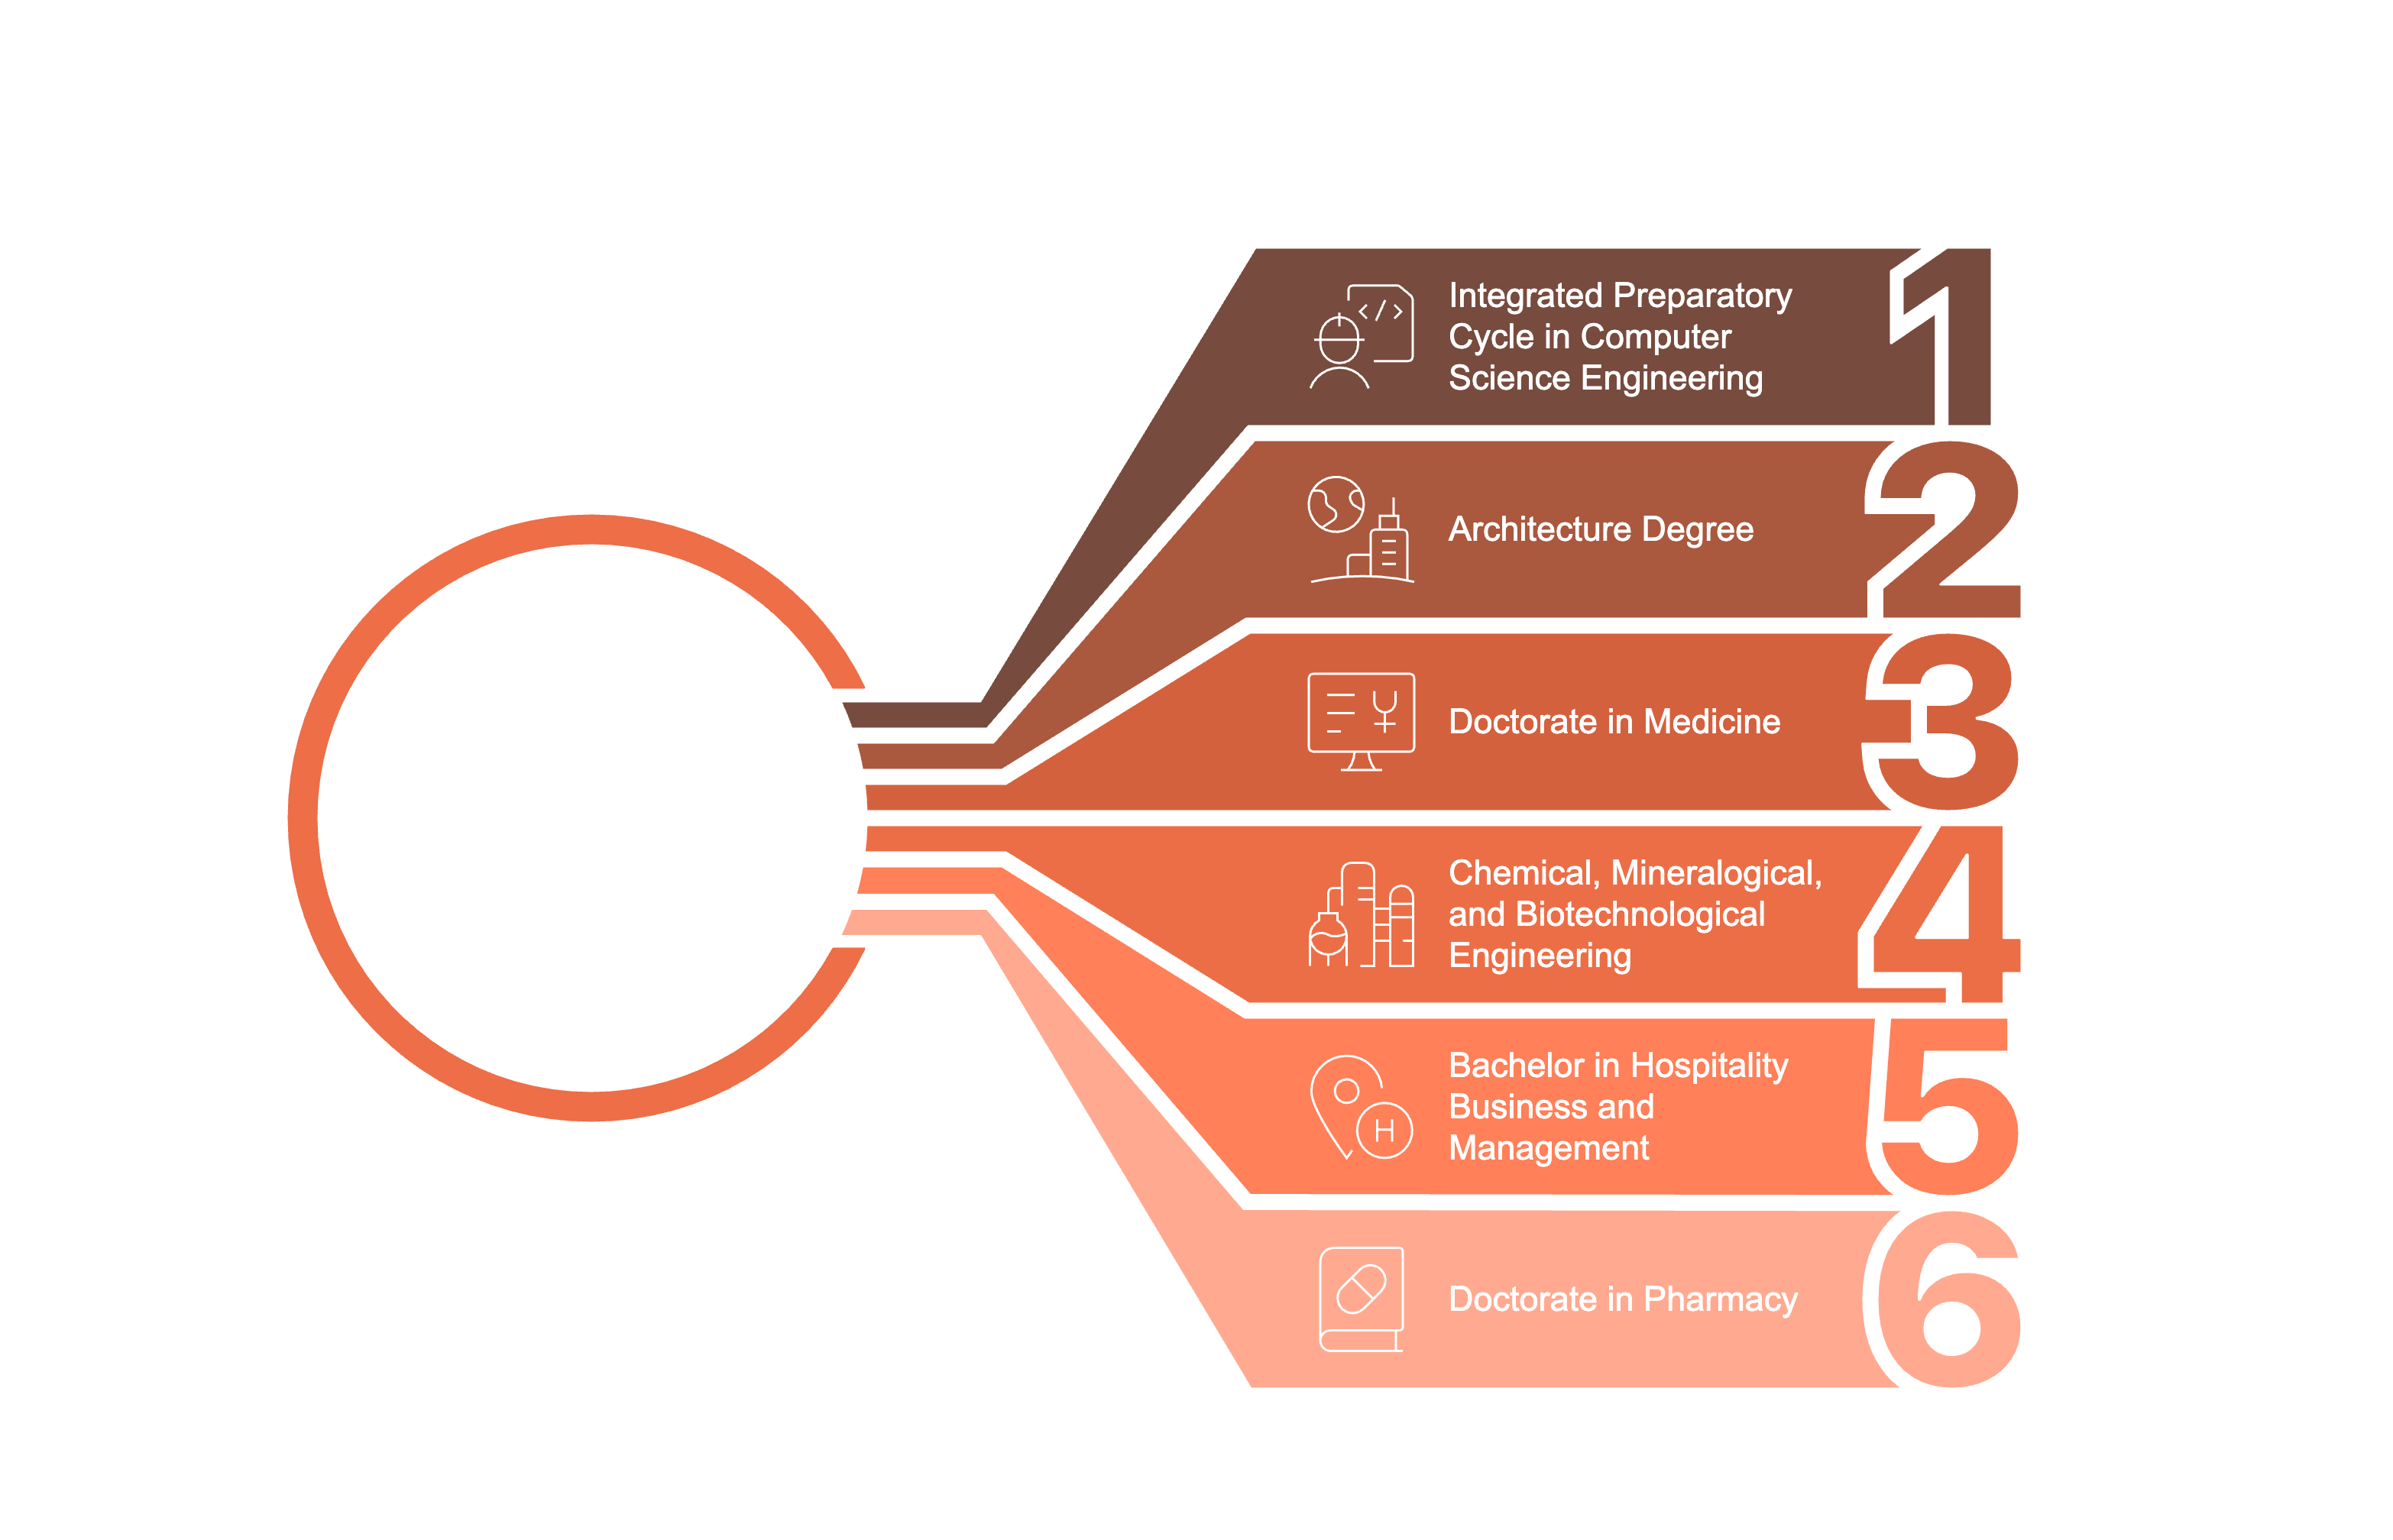 Integrated Preparatory
Cycle in Computer
Science Engineering
1
Architecture Degree
2
Doctorate in Medicine
3
Chemical, Mineralogical,
and Biotechnological
Engineering
4
Bachelor in Hospitality
Business and
Management
H
5
Doctorate in Pharmacy
6